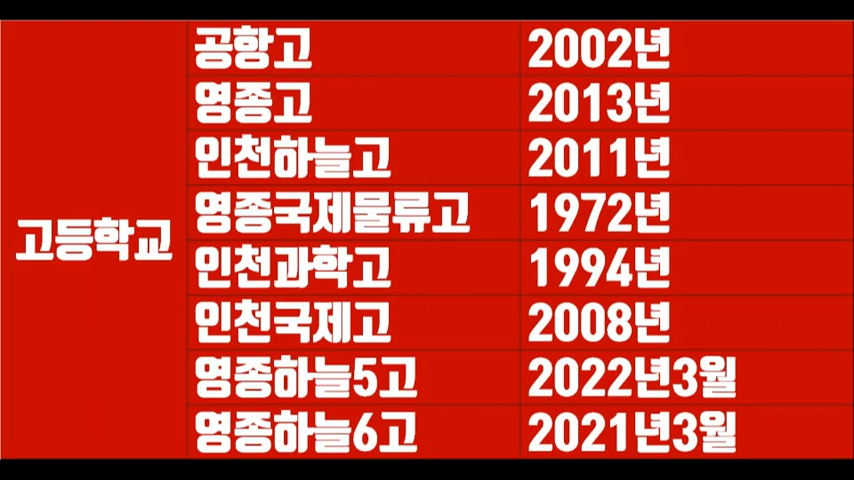 고등학교
공항고 2002년
영종고 2013년
인천하늘고 2011년
영종국제물류고 1972년
인천과학고 1994년
인천국제고 2008년
영종하늘5고 2022년3월
영종하늘6고 2021년3월